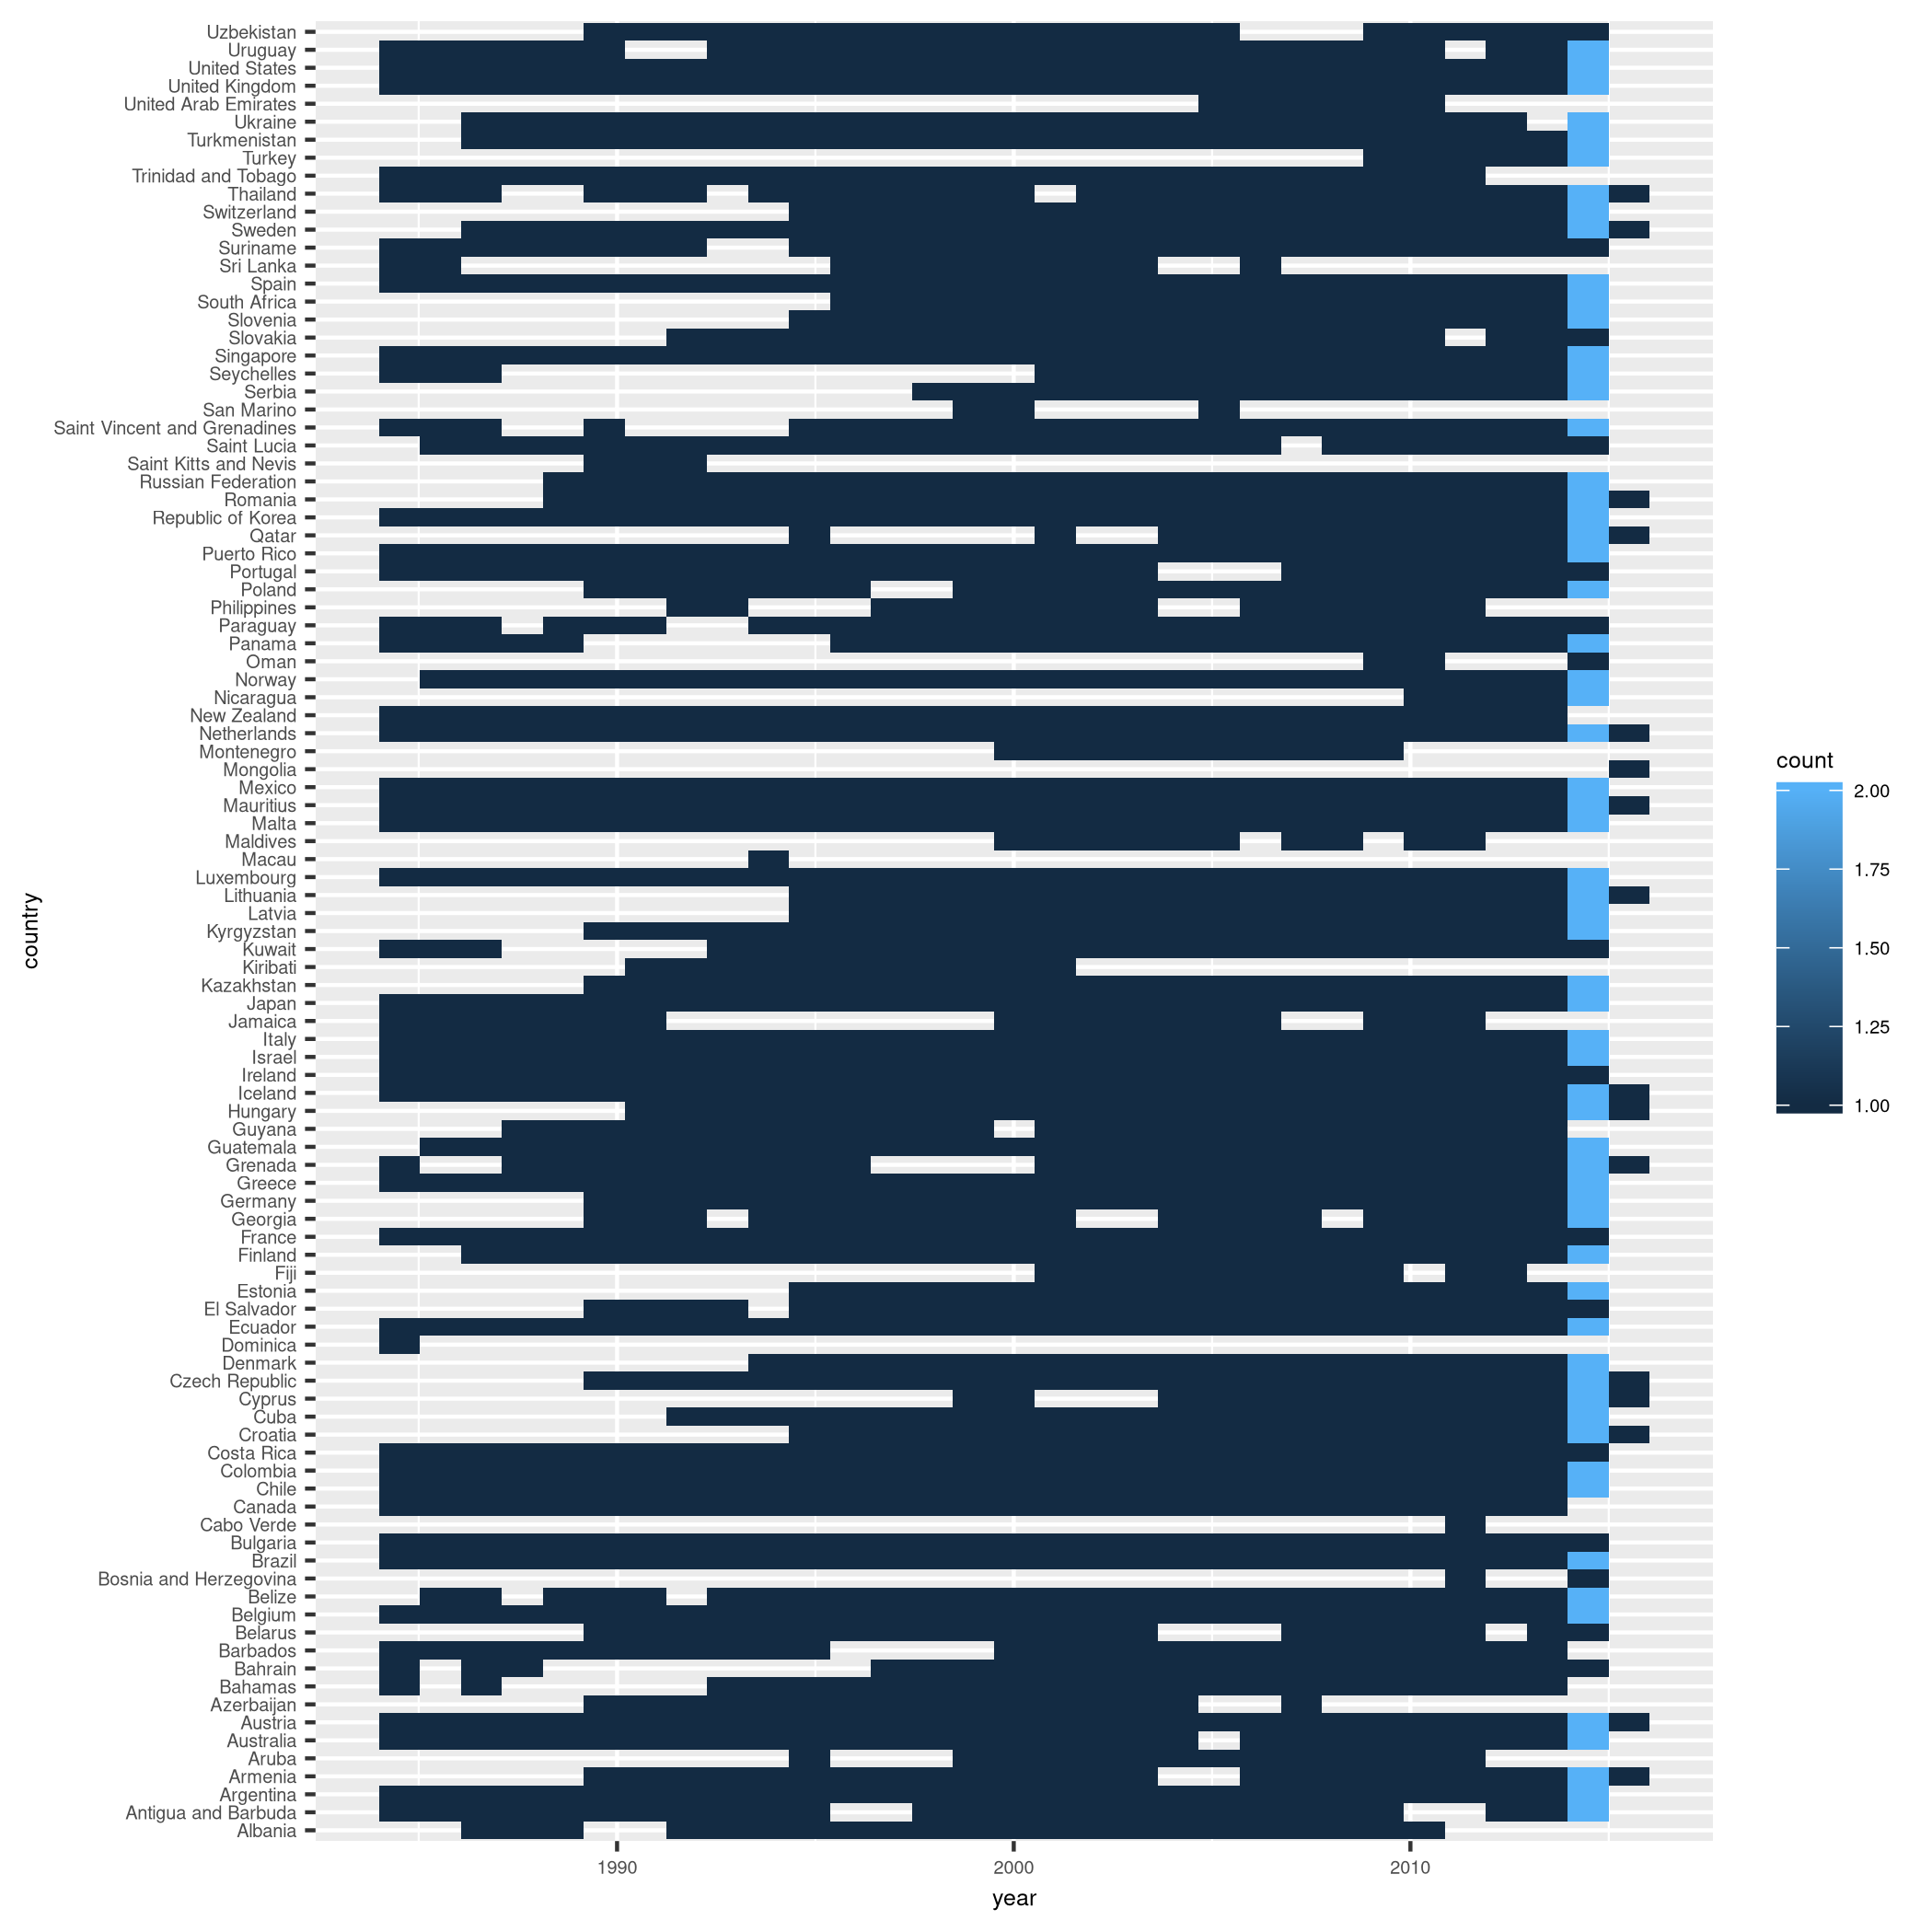 Uzbekistan
Uruguay
United States
United Kingdom
United Arab Emirates
Ukraine
Turkmenistan
Turkey
Trinidad and Tobago
Thailand
Switzerland
Sweden
Suriname
Sri Lanka
Spain
South Africa
Slovenia
Slovakia
Singapore
Seychelles
Serbia
San Marino
Saint Vincent and Grenadines
Saint Lucia
Saint Kitts and Nevis
Russian Federation
Romania
Republic of Korea
Qatar
Puerto Rico
Portugal
Poland
Philippines
Paraguay
Panama
Oman
Norway
Nicaragua
New Zealand
Netherlands
Montenegro
Mongolia
Mexico
Mauritius
Malta
Maldives
Macau
Luxembourg
Lithuania
Latvia
Kyrgyzstan
Kuwait
Kiribati
Kazakhstan
Japan
Jamaica
Italy
Israel
Ireland
Iceland
Hungary
Guyana
Guatemala
Grenada
Greece
Germany
Georgia
France
Finland
Fiji
Estonia
El Salvador
Ecuador
Dominica
Denmark
Czech Republic
Cyprus
Cuba
Croatia
Costa Rica
Colombia
Chile
Canada
Cabo Verde
Bulgaria
Brazil
Bosnia and Herzegovina
Belize
Belgium
Belarus
Barbados
Bahrain
Bahamas
Azerbaijan
Austria
Australia
Aruba
Armenia
Argentina
Antigua and Barbuda
Albania
country
1990
2000
2010
year
count
2.00
1.75
1.50
1.25
1.00